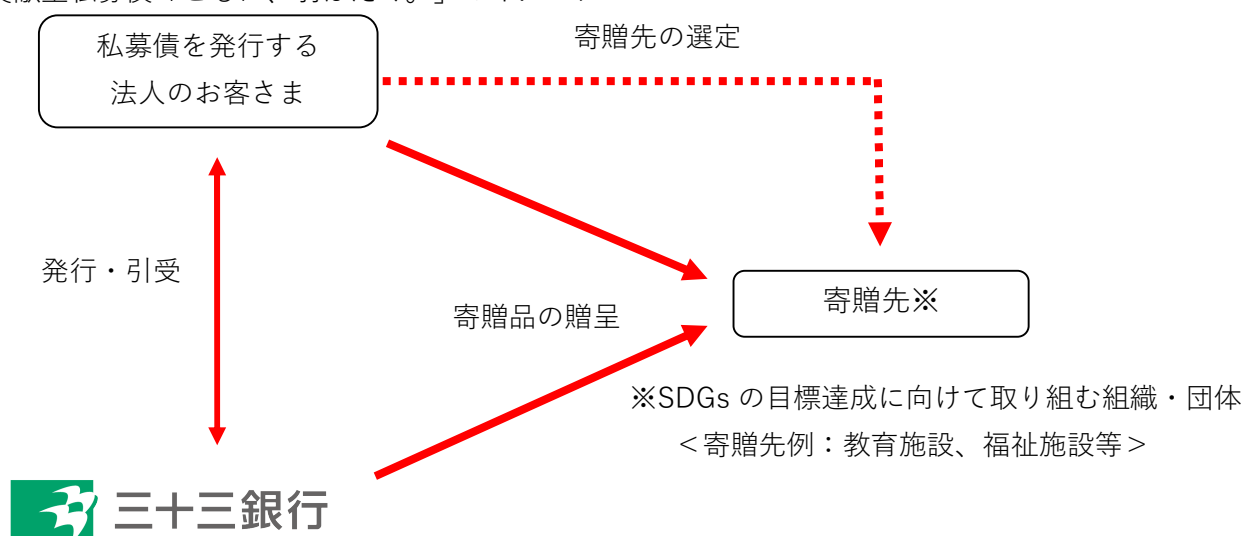 私募債を発行する
法人のお客さま
寄贈先の選定
発行・引受
寄贈品の贈呈
寄贈先※
※SDGs の目標達成に向けて取り組む組織・団体
＜寄贈先例：教育施設、福祉施設等＞
三十三銀行